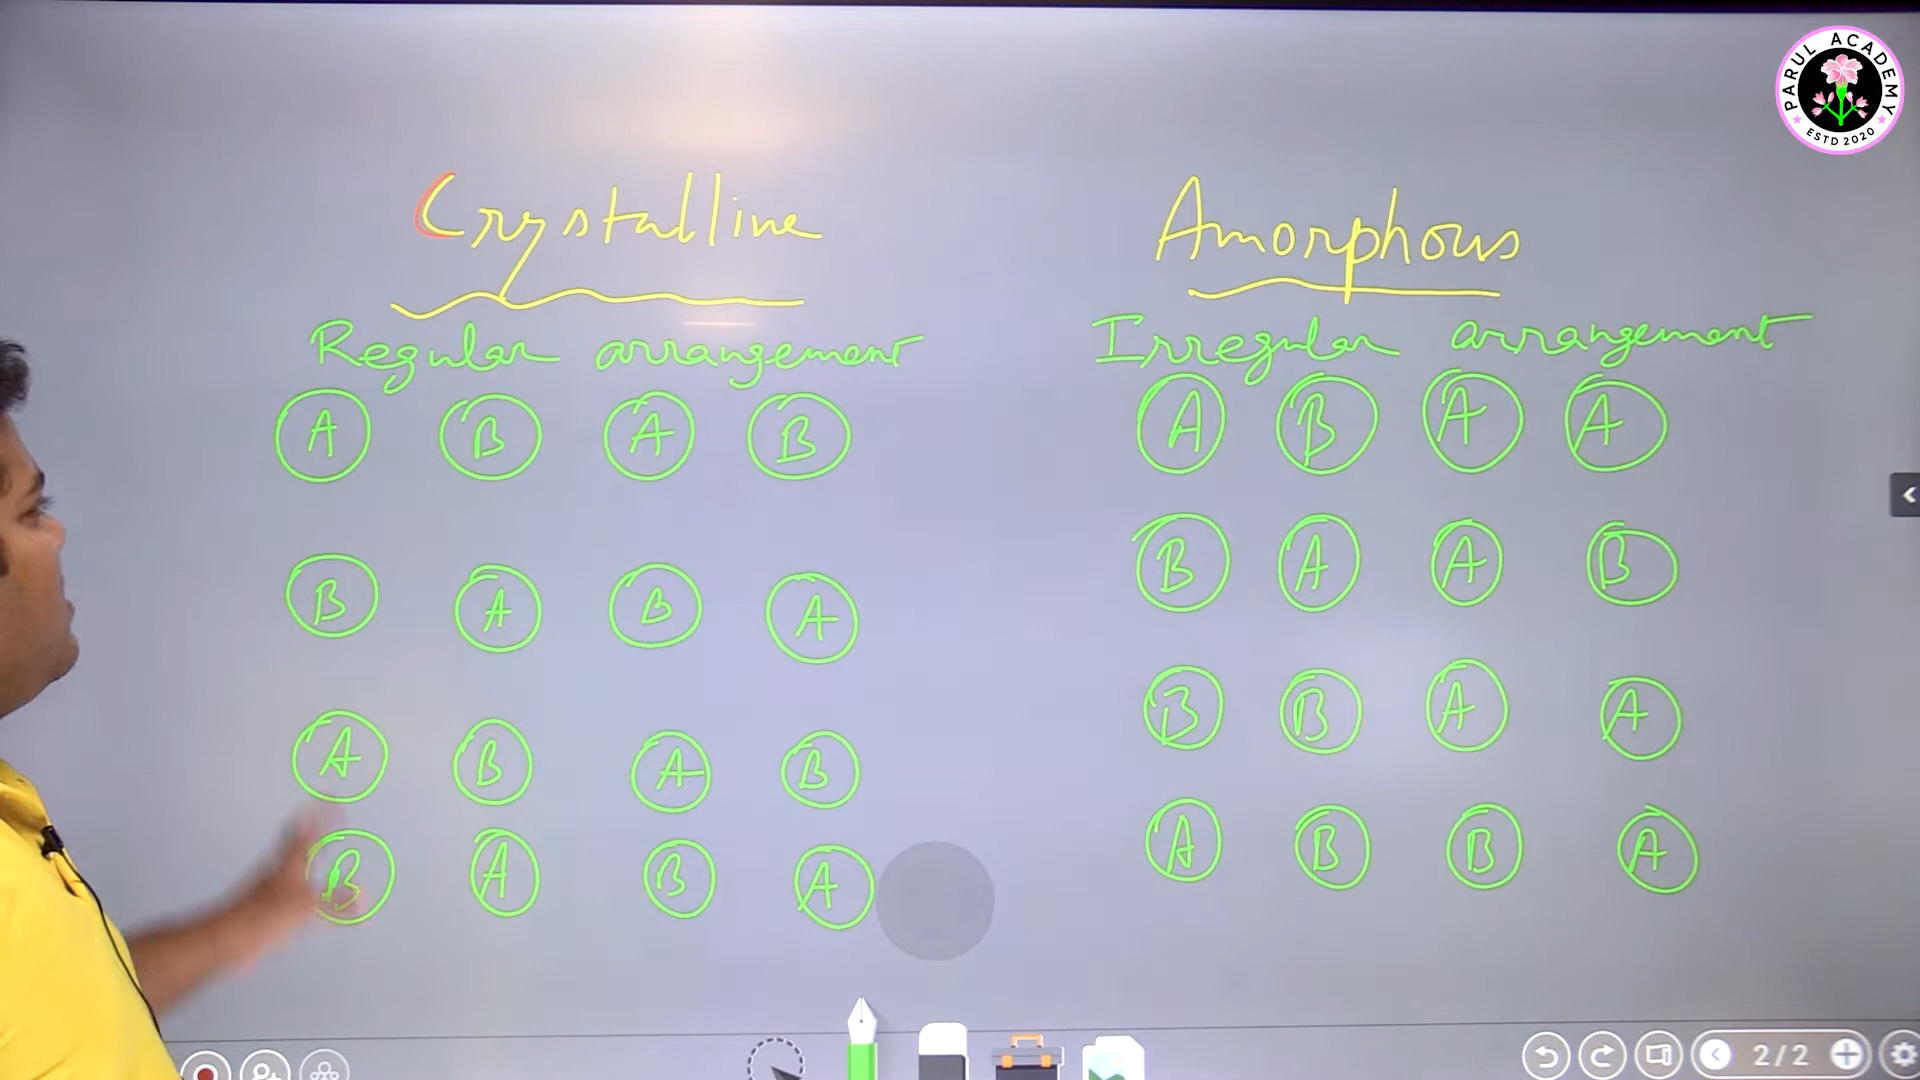 PARUL ACADEMY
ESTD 2020
Crystalline
Regular arrangement
A B A B
B A B A
A B A B
B A B A
Amorphous
Irregular arrangement
A B A A
B A A B
B B A A
A B B A
2/2